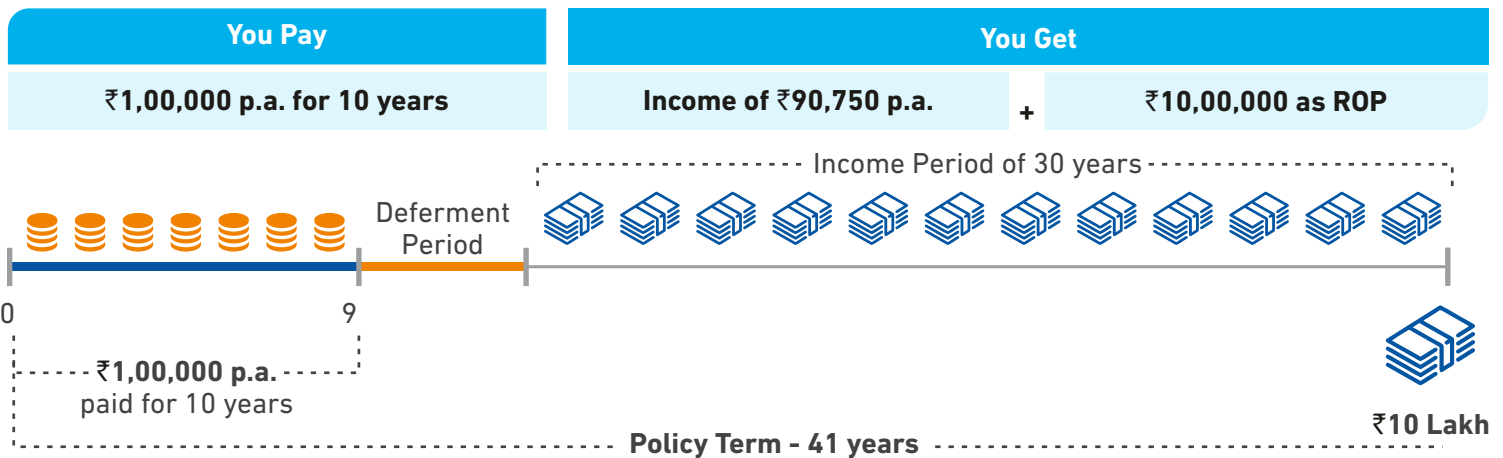 You Pay
You Get
₹1,00,000 p.a. for 10 years
Income of ₹90,750 p.a.
+
₹10,00,000 as ROP
Income Period of 30 years
Deferment
Period
0
9
₹1,00,000 p.a.
paid for 10 years
₹10 Lakh
Policy Term - 41 years